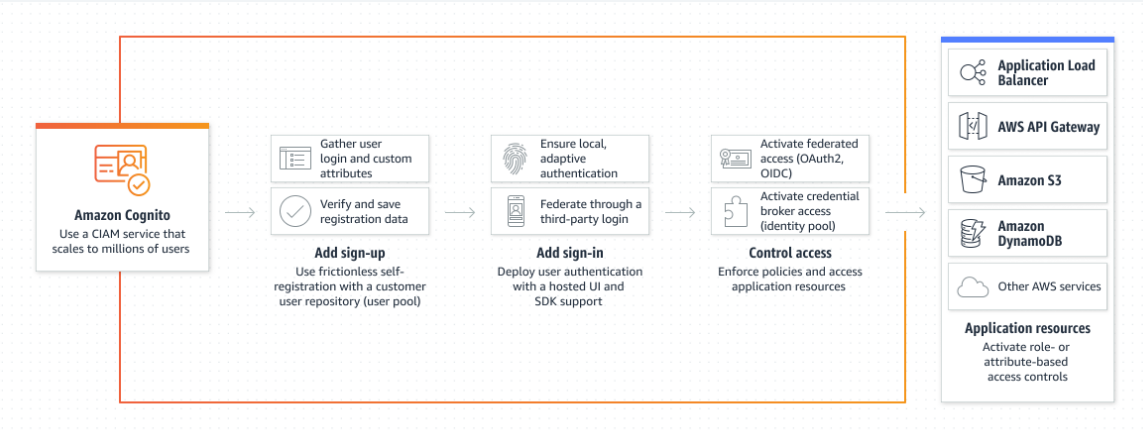 Amazon Cognito
Use a CIAM service that
scales to millions of users
Gather user
login and custom
attributes
Verify and save
registration data
Add sign-up
Use frictionless self-
registration with a customer
user repository (user pool)
Ensure local,
adaptive
authentication
Federate through a
third-party login
Add sign-in
Deploy user authentication
with a hosted UI and
SDK support
Activate federated
access (OAuth2,
OIDC)
Activate credential
broker access
(identity pool)
Control access
Enforce policies and access
application resources
Application Load
Balancer
AWS API Gateway
Amazon S3
Amazon
DynamoDB
Other AWS services
Application resources
Activate role- or
attribute-based
access controls